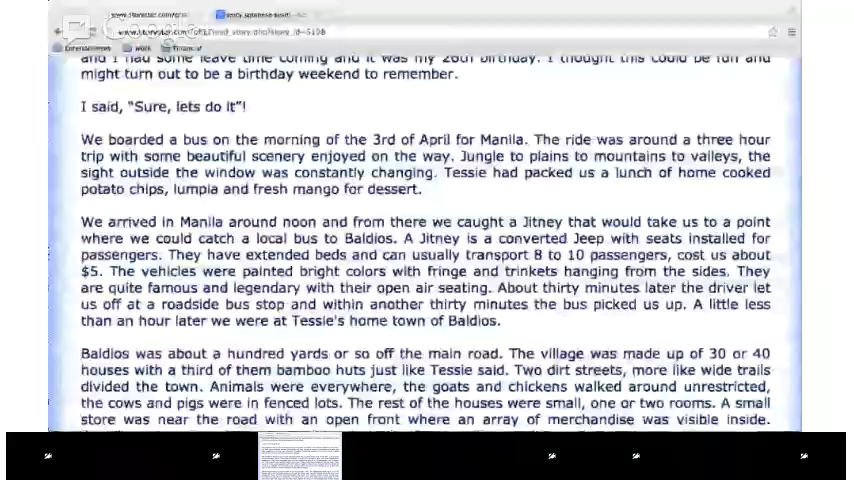 Google
Entertainment
work
and I had some leave time coming and it was my 26th birthday. I thought this could be fun and
might turn out to be a birthday weekend to remember.
I said, “Sure, lets do it”!
We boarded a bus on the morning of the 3rd of April for Manila. The ride was around a three hour
trip with some beautiful scenery enjoyed on the way. Jungle to plains to mountains to valleys, the
sight outside the window was constantly changing. Tessie had packed us a lunch of home cooked
potato chips, lumpia and fresh mango for dessert.
We arrived in Manila around noon and from there we caught a Jitney that would take us to a point
where we could catch a local bus to Baldios. A Jitney is a converted Jeep with seats installed for
passengers. They have extended beds and can usually transport 8 to 10 passengers, cost us about
$5. The vehicles were painted bright colors with fringe and trinkets hanging from the sides. They
are quite famous and legendary with their open air seating. About thirty minutes later the driver let
us off at a roadside bus stop and within another thirty minutes the bus picked us up. A little less
than an hour later we were at Tessie's home town of Baldios.
Baldios was about a hundred yards or so off the main road. The village was made up of 30 or 40
houses with a third of them bamboo huts just like Tessie said. Two dirt streets, more like wide trails
divided the town. Animals were everywhere, the goats and chickens walked around unrestricted,
the cows and pigs were in fenced lots. The rest of the houses were small, one or two rooms. A small
store was near the road with an open front where an array of merchandise was visible inside.